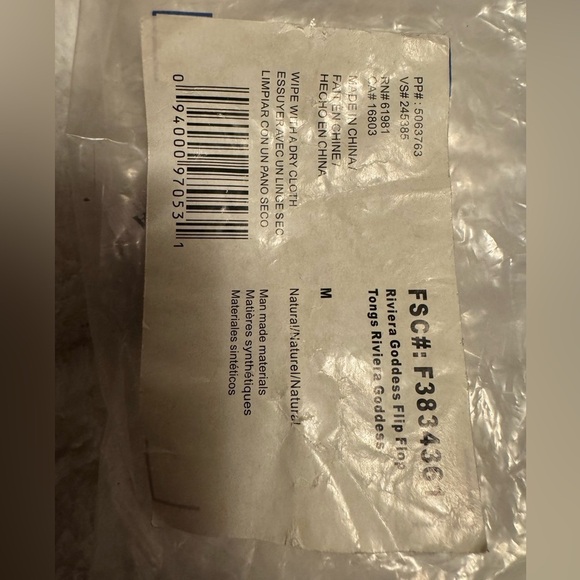 FSC#: F3834361
Riviera Goddess Flip Flop
Tongs Riviera Goddess
M
Natural/Naturel/Natural
Man made materials
Matières synthétiques
Materiales sintéticos
PP# : 5063763
VS# 245385
RN# 61981
CA# 16803
MADE IN CHINA /
FAIT EN CHINE /
HECHO EN CHINA
WIPE WITH A DRY CLOTH
ESSUYER AVEC UN LINGE SEC
LIMPIAR CON UN PANO SECO
0 94000 97053 1